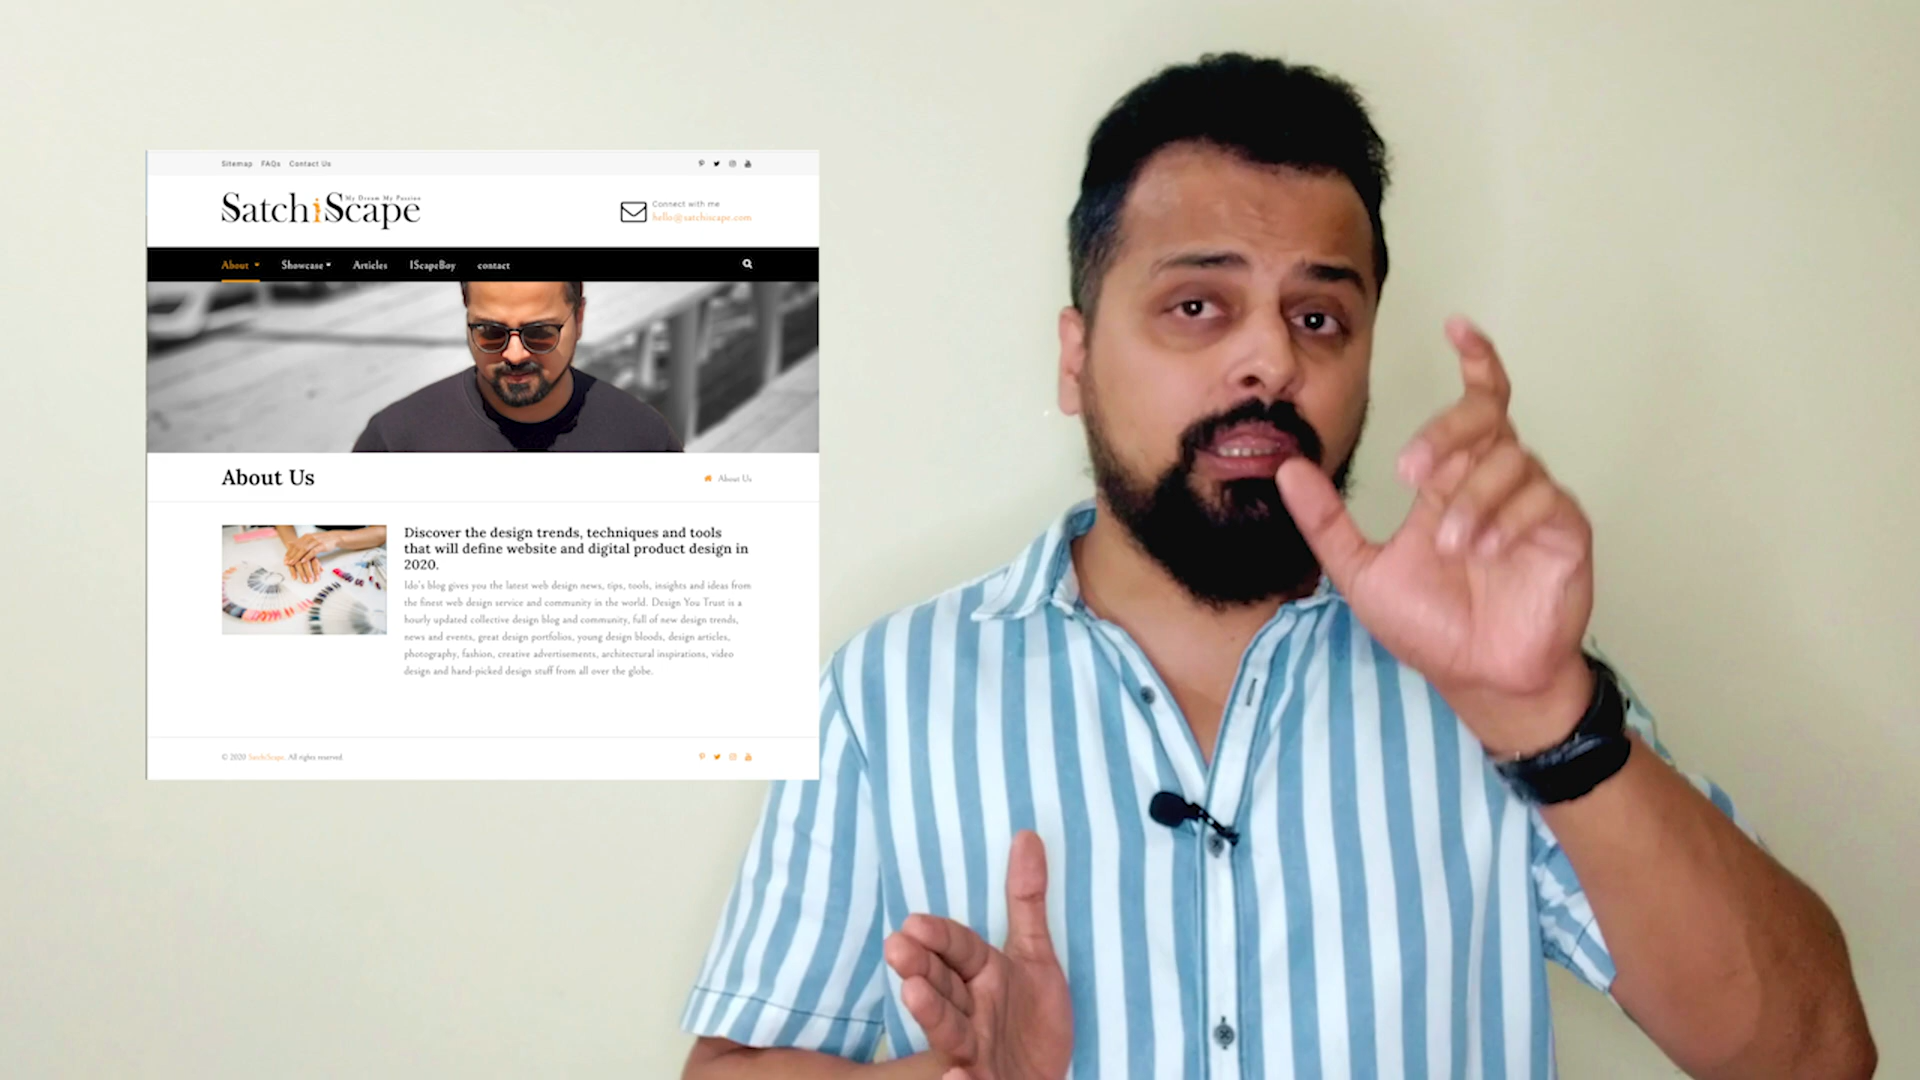 Sitemap FAQs Contact Us
My Dream My Passion
SatchiScape
Connect with me
hello@satchiscape.com
About Showcase Articles IScapeBoy contact
About Us
About Us
Discover the design trends, techniques and tools
that will define website and digital product design in
2020.
Ido's blog gives you the latest web design news, tips, tools, insights and ideas from
the finest web design service and community in the world. Design You Trust is a
hourly updated collective design blog and community, full of new design trends,
news and events, great design portfolios, young design bloods, design articles,
photography, fashion, creative advertisements, architectural inspirations, video
design and hand-picked design stuff from all over the globe.
© 2020 SatchiScape. All rights reserved.